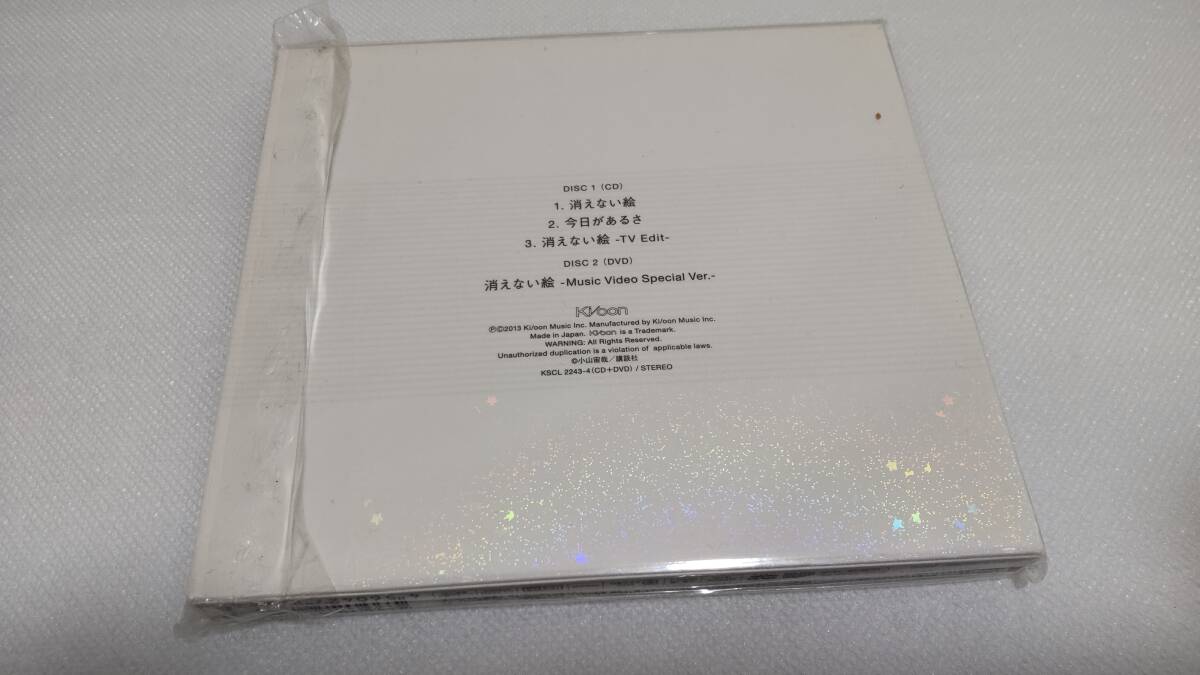 DISC 1 (CD)
1. 消えない絵
2. 今日があるさ
3. 消えない絵 -TV Edit-
DISC 2 (DVD)
消えない絵 -Music Video Special Ver.-
Ki/oon
℗©2013 Ki/oon Music Inc. Manufactured by Ki/oon Music Inc.
Made in Japan. Ki/oon is a Trademark.
WARNING: All Rights Reserved.
Unauthorized duplication is a violation of applicable laws.
©小山宙哉／講談社
KSCL 2243-4(CD+DVD) / STEREO